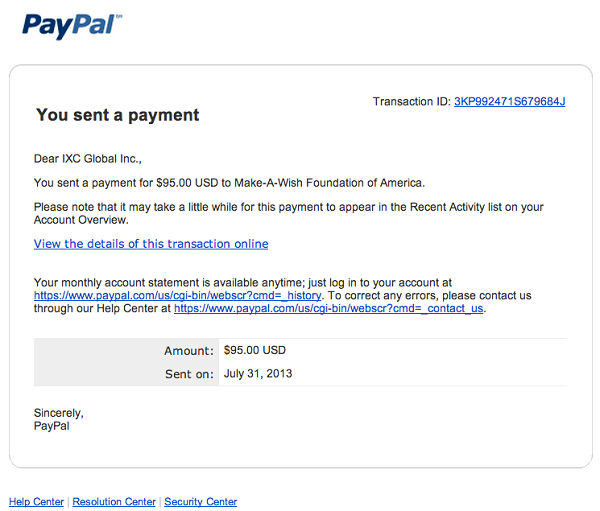 PayPal™
Transaction ID: 3KP992471S679684J
You sent a payment
Dear IXC Global Inc.,
You sent a payment for $95.00 USD to Make-A-Wish Foundation of America.
Please note that it may take a little while for this payment to appear in the Recent Activity list on your
Account Overview.
View the details of this transaction online
Your monthly account statement is available anytime; just log in to your account at
https://www.paypal.com/us/cgi-bin/webscr?cmd=_history. To correct any errors, please contact us
through our Help Center at https://www.paypal.com/us/cgi-bin/webscr?cmd=_contact_us.
Amount: $95.00 USD
Sent on: July 31, 2013
Sincerely,
PayPal
Help Center | Resolution Center | Security Center